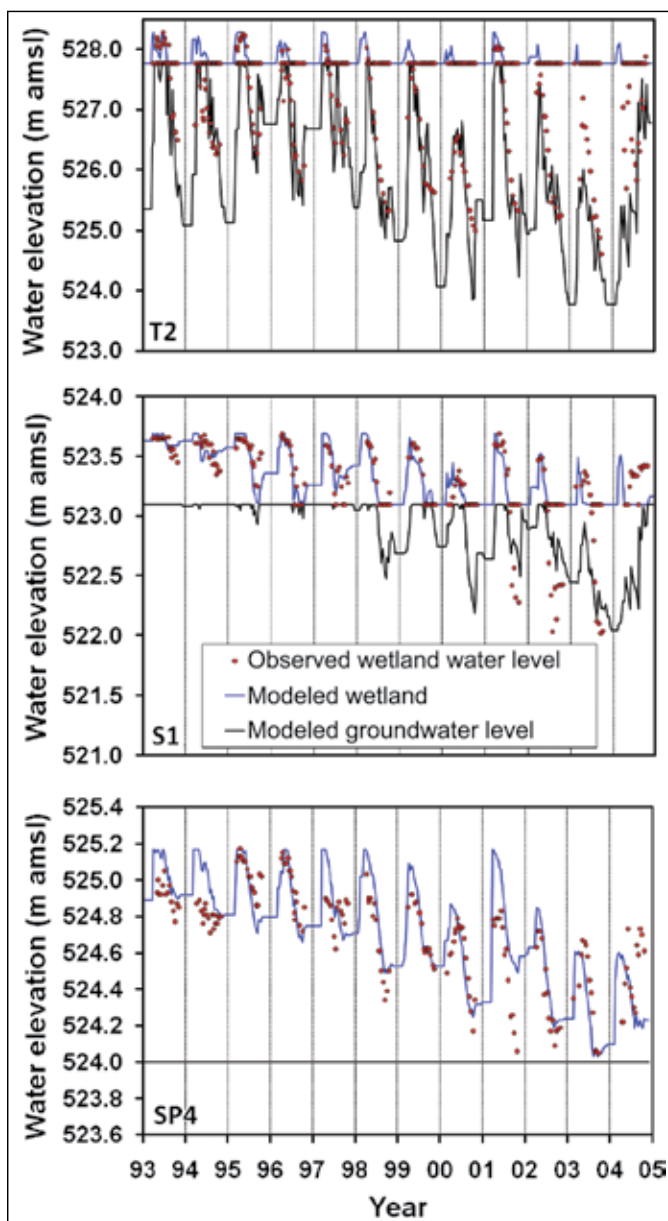 Water elevation (m amsl)
528.0
527.0
526.0
525.0
524.0
523.0
T2
Water elevation (m amsl)
524.0
523.5
523.0
522.5
522.0
521.5
521.0
Observed wetland water level
Modeled wetland
Modeled groundwater level
S1
Water elevation (m amsl)
525.4
525.2
525.0
524.8
524.6
524.4
524.2
524.0
523.8
523.6
SP4
93 94 95 96 97 98 99 00 01 02 03 04 05
Year